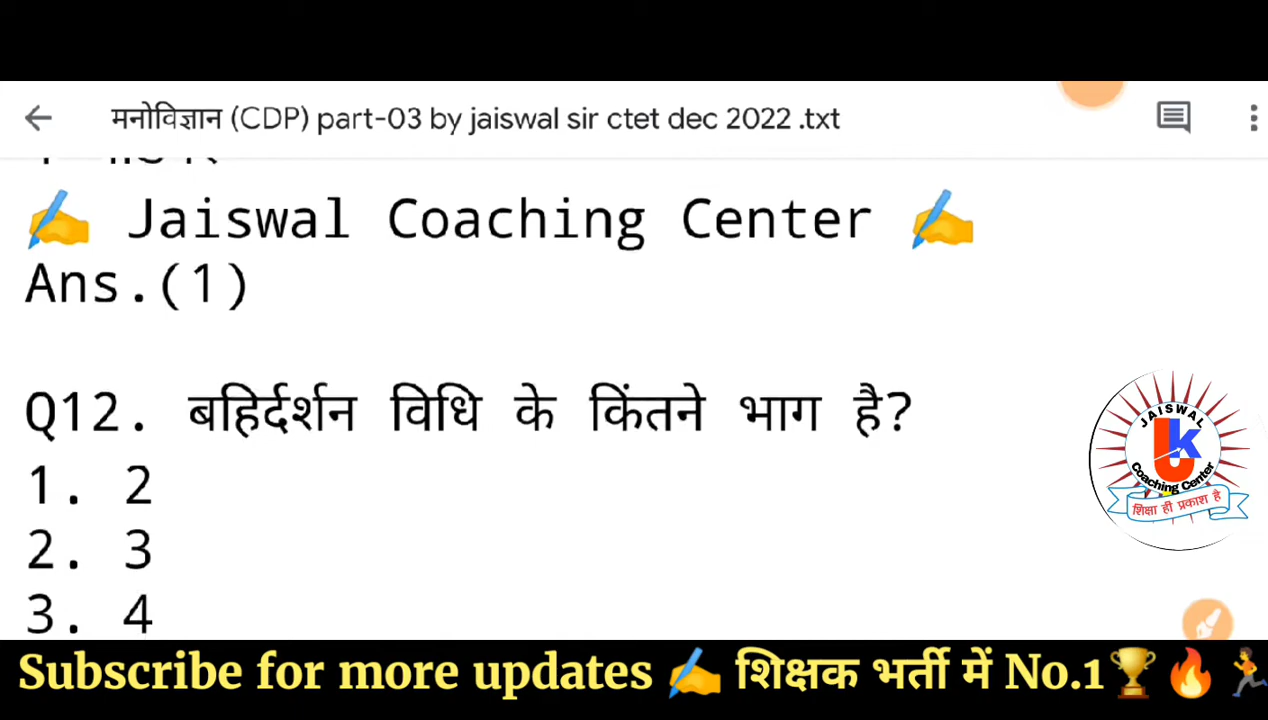 मनोविज्ञान (CDP) part-03 by jaiswal sir ctet dec 2022 .txt
✍ Jaiswal Coaching Center ✍
Ans.(1)
Q12. बहिर्दर्शन विधि के किंतने भाग है?
1. 2
2. 3
3. 4
JAISWAL
Coaching Center
शिक्षा ही प्रकाश है
Subscribe for more updates ✍ शिक्षक भर्ती में No.1🏆🔥🏃